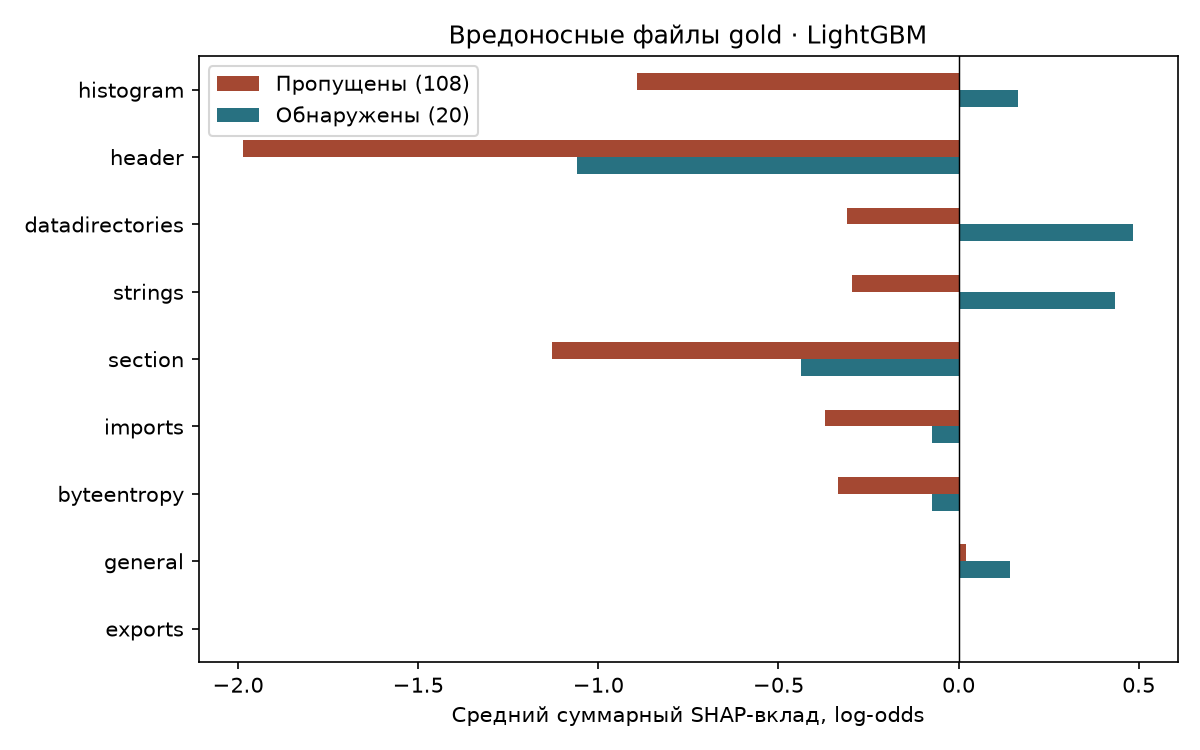 Вредоносные файлы gold · LightGBM
Пропущены (108)
Обнаружены (20)
histogram
header
datadirectories
strings
section
imports
byteentropy
general
exports
−2.0 −1.5 −1.0 −0.5 0.0 0.5
Средний суммарный SHAP-вклад, log-odds